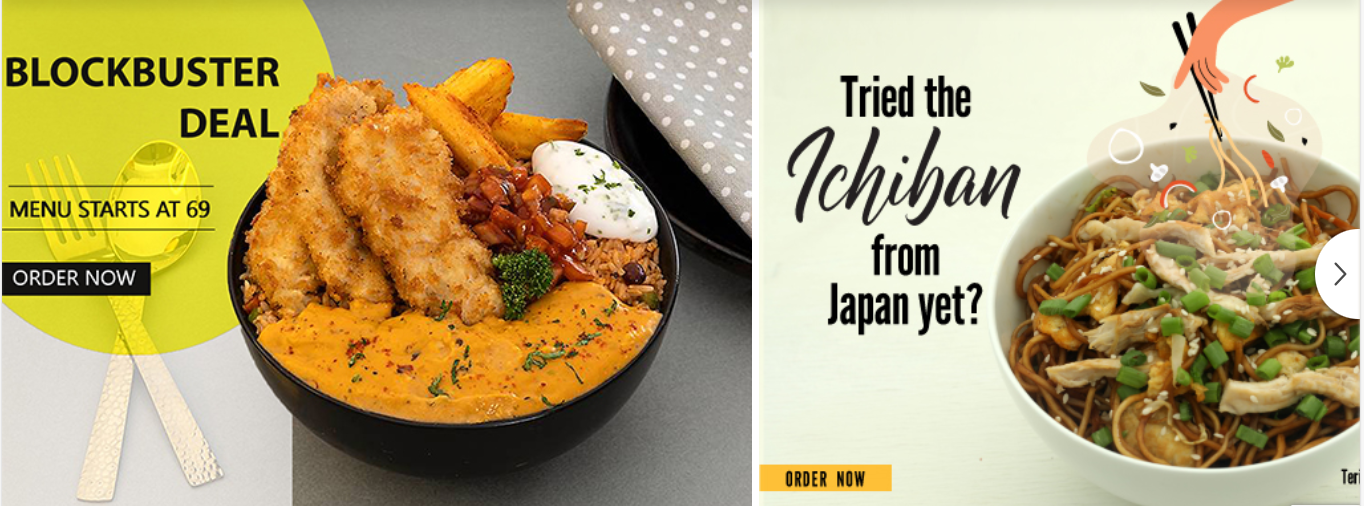 BLOCKBUSTER
DEAL
MENU STARTS AT 69
ORDER NOW
Tried the
Ichiban
from
Japan yet?
ORDER NOW